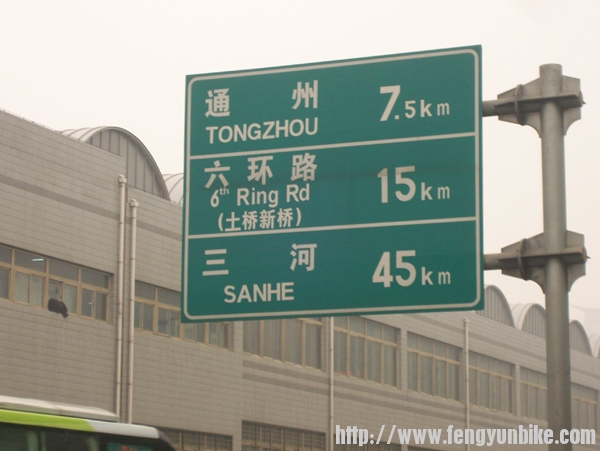 通州 7.5km
TONGZHOU
六环路 15km
6th Ring Rd
(土桥新桥)
三河 45km
SANHE
http://www.fengyunbike.com/